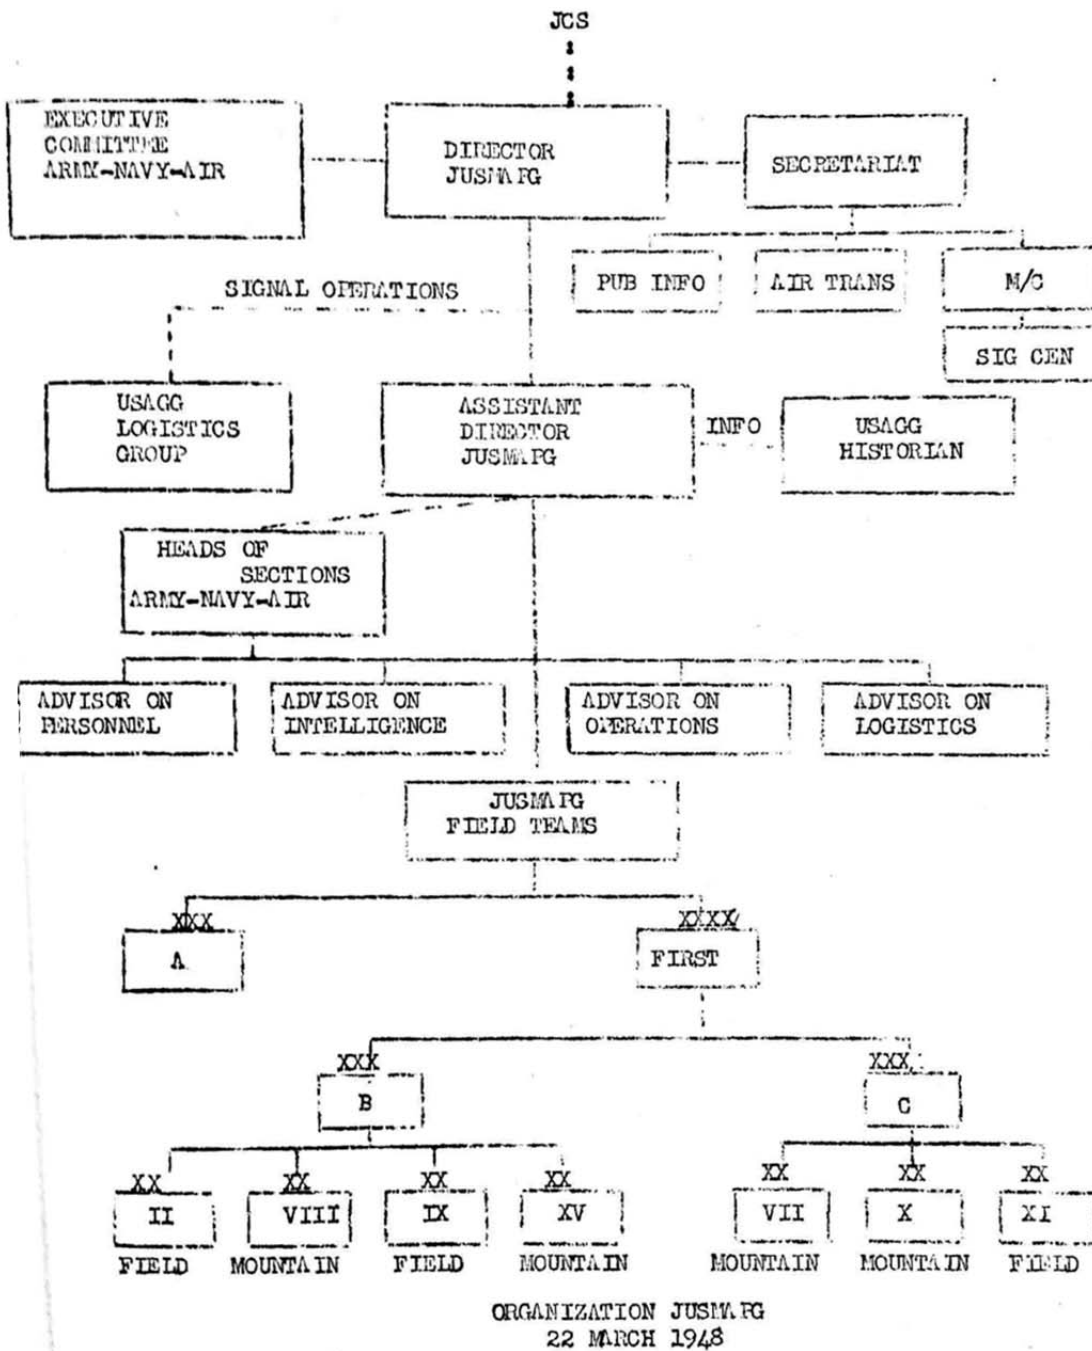 JCS
EXECUTIVE
COMMITTEE
ARMY-NAVY-AIR
DIRECTOR
JUSMAPG
SECRETARIAT
PUB INFO
AIR TRANS
M/C
SIGNAL OPERATIONS
SIG CEN
USAGG
LOGISTICS
GROUP
ASSISTANT
DIRECTOR
JUSMAPG
INFO
USAGG
HISTORIAN
HEADS OF
SECTIONS
ARMY-NAVY-AIR
ADVISOR ON
PERSONNEL
ADVISOR ON
INTELLIGENCE
ADVISOR ON
OPERATIONS
ADVISOR ON
LOGISTICS
JUSMAPG
FIELD TEAMS
XXX
A
XXXX
FIRST
XXX
B
XXX
C
XX
II
FIELD
XX
VIII
MOUNTAIN
XX
IX
FIELD
XX
XV
MOUNTAIN
XX
VII
MOUNTAIN
XX
X
MOUNTAIN
XX
XI
FIELD
ORGANIZATION JUSMAPG
22 MARCH 1948